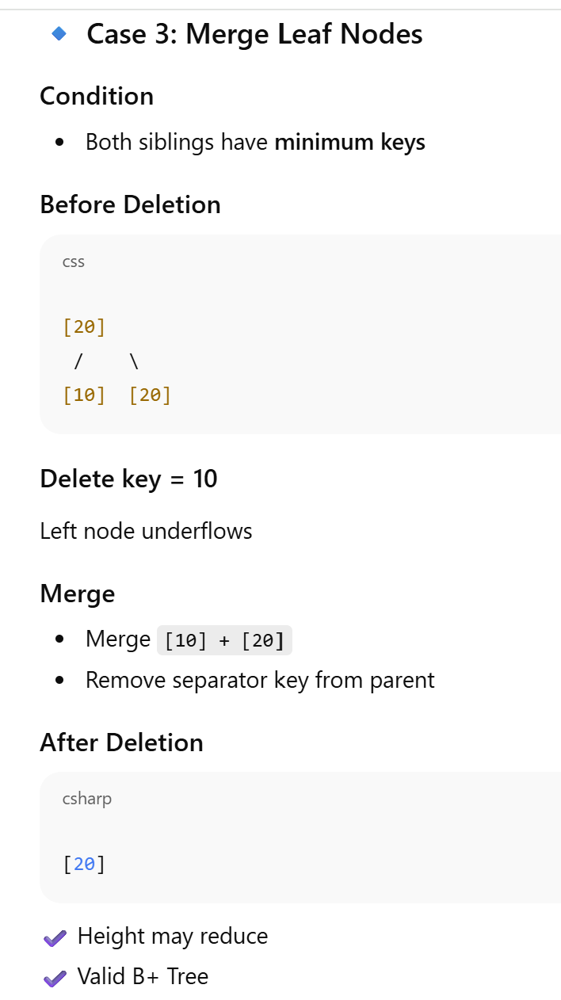 Case 3: Merge Leaf Nodes
Condition
• Both siblings have minimum keys
Before Deletion
css
[20]
/ \
[10] [20]
Delete key = 10
Left node underflows
Merge
• Merge [10] + [20]
• Remove separator key from parent
After Deletion
csharp
[20]
✔ Height may reduce
✔ Valid B+ Tree